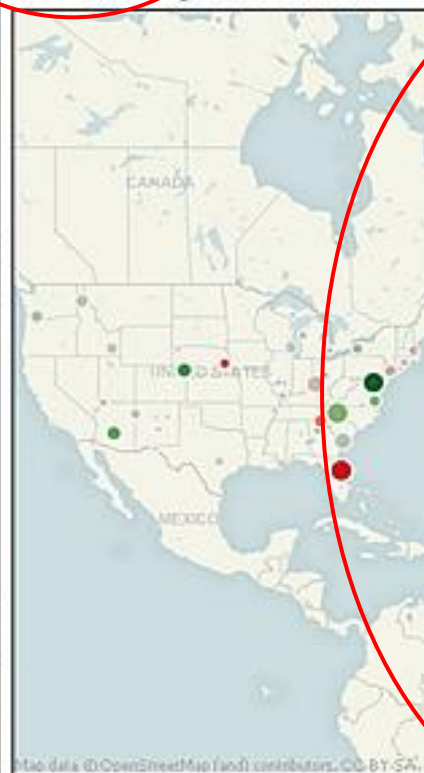 CANADA
UNITED STATES
MEXICO
Map data © OpenStreetMap (and) contributors, CC-BY-SA